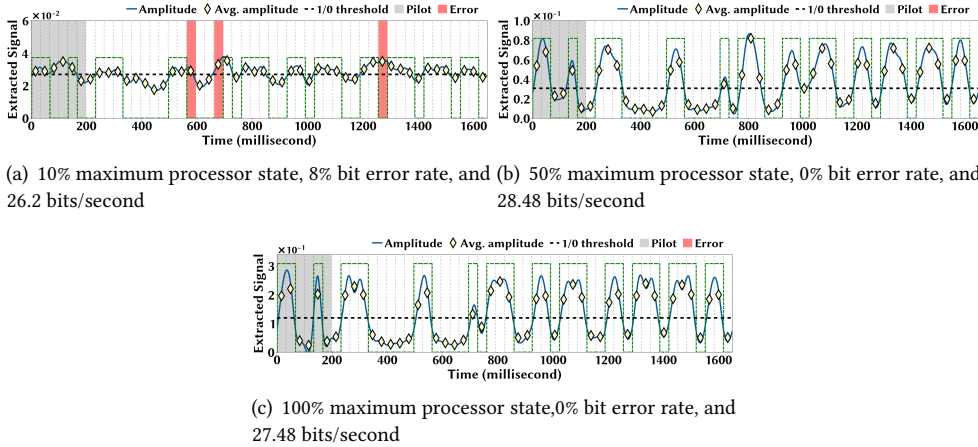 Amplitude Avg. amplitude 1/0 threshold Pilot Error
×10⁻²
Extracted Signal
6
4
2
0
0 200 400 600 800 1000 1200 1400 1600
Time (millisecond)
(a) 10% maximum processor state, 8% bit error rate, and
26.2 bits/second
Amplitude Avg. amplitude 1/0 threshold Pilot Error
×10⁻¹
Extracted Signal
1.0
0.8
0.6
0.4
0.2
0.0
0 200 400 600 800 1000 1200 1400 1600
Time (millisecond)
(b) 50% maximum processor state, 0% bit error rate, and
28.48 bits/second
Amplitude Avg. amplitude 1/0 threshold Pilot Error
×10⁻¹
Extracted Signal
3
2
1
0
0 200 400 600 800 1000 1200 1400 1600
Time (millisecond)
(c) 100% maximum processor state,0% bit error rate, and
27.48 bits/second